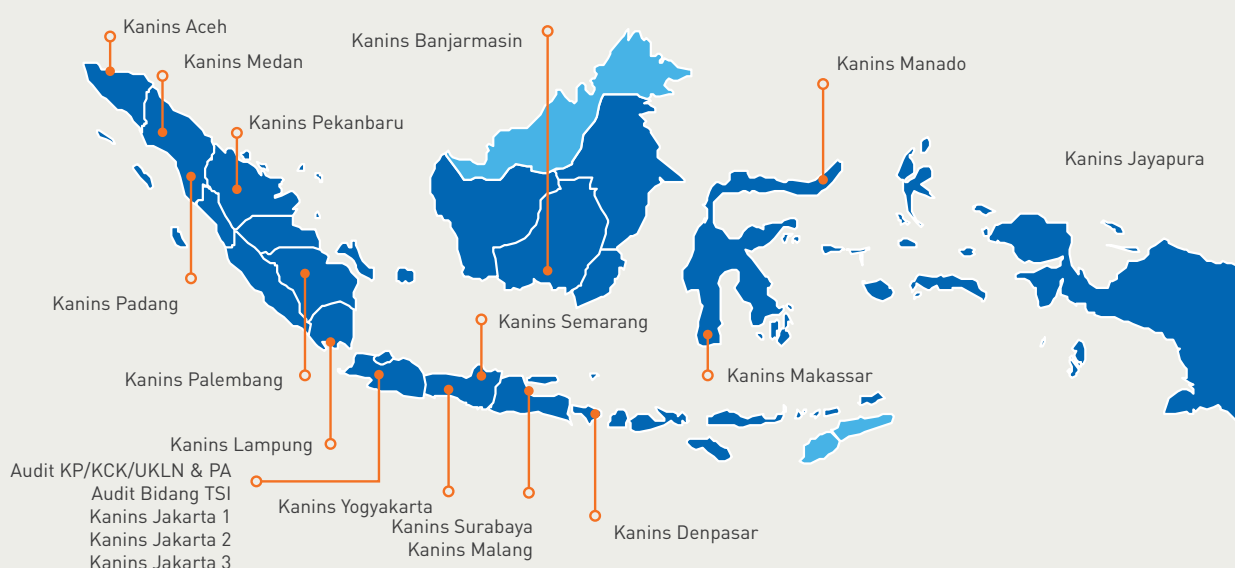 Kanins Aceh
Kanins Medan
Kanins Banjarmasin
Kanins Manado
Kanins Pekanbaru
Kanins Jayapura
Kanins Padang
Kanins Semarang
Kanins Palembang
Kanins Makassar
Kanins Lampung
Audit KP/KCK/UKLN & PA
Audit Bidang TSI
Kanins Jakarta 1
Kanins Jakarta 2
Kanins Jakarta 3
Kanins Yogyakarta
Kanins Surabaya
Kanins Malang
Kanins Denpasar